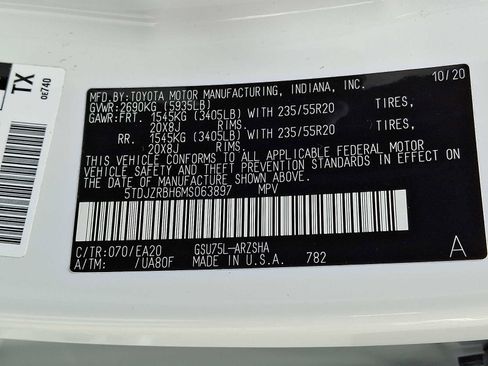 TX
0E740
MFD.BY: TOYOTA MOTOR MANUFACTURING, INDIANA, INC. 10/20
GVWR: 2690KG (5935LB)
GAWR: FRT. 1545KG (3405LB) WITH 235/55R20 TIRES,
20X8J RIMS,
RR. 1545KG (3405LB) WITH 235/55R20 TIRES,
20X8J RIMS.
THIS VEHICLE CONFORMS TO ALL APPLICABLE FEDERAL MOTOR
VEHICLE SAFETY AND THEFT PREVENTION STANDARDS IN EFFECT
ON THE DATE OF MANUFACTURE SHOWN ABOVE.
5TDJZRBH6MS063897 MPV
C/TR: 070/EA20 GSU75L-ARZSHA
A/TM: /UA80F MADE IN U.S.A. 782 A